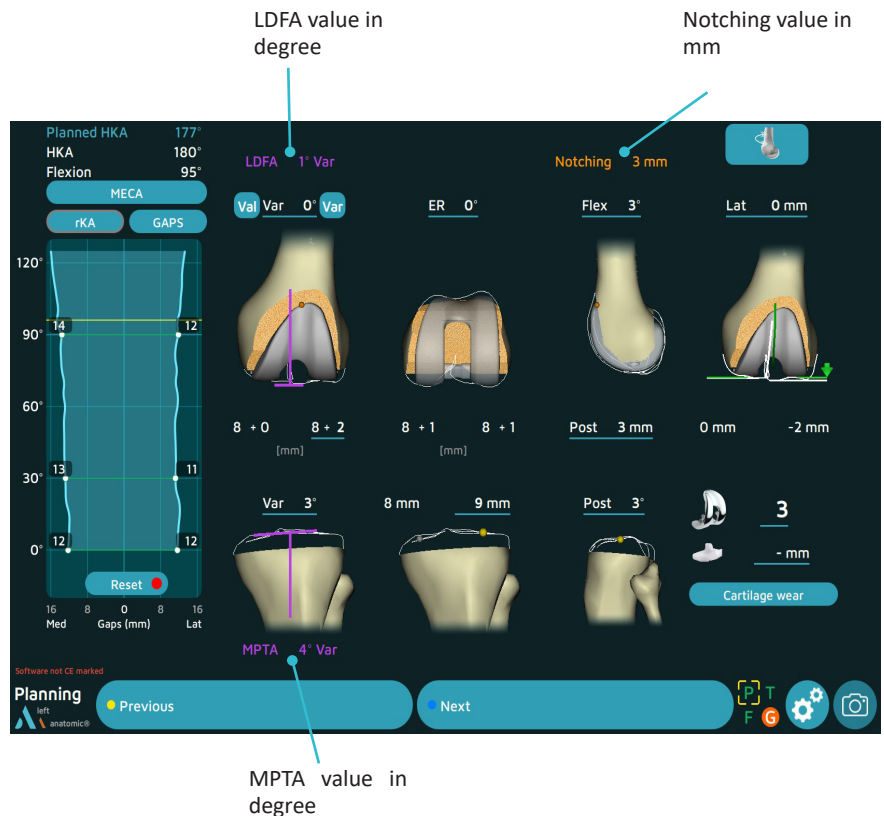 LDFA value in
degree
Notching value in
mm
Planned HKA 177°
HKA 180°
Flexion 95°
MECA
rKA GAPS
LDFA 1° Var
Notching 3 mm
Val Var 0° Var
ER 0°
Flex 3°
Lat 0 mm
120°
90°
60°
30°
0°
14 12
13 11
12 12
Reset
16 8 0 8 16
Med Gaps (mm) Lat
8 + 0 8 + 2
[mm]
8 + 1 8 + 1
[mm]
Post 3 mm
0 mm -2 mm
Var 3°
8 mm 9 mm
Post 3°
3
- mm
Cartilage wear
MPTA 4° Var
Software not CE marked
Planning
left
anatomic®
Previous
Next
P T
F G
MPTA value in
degree